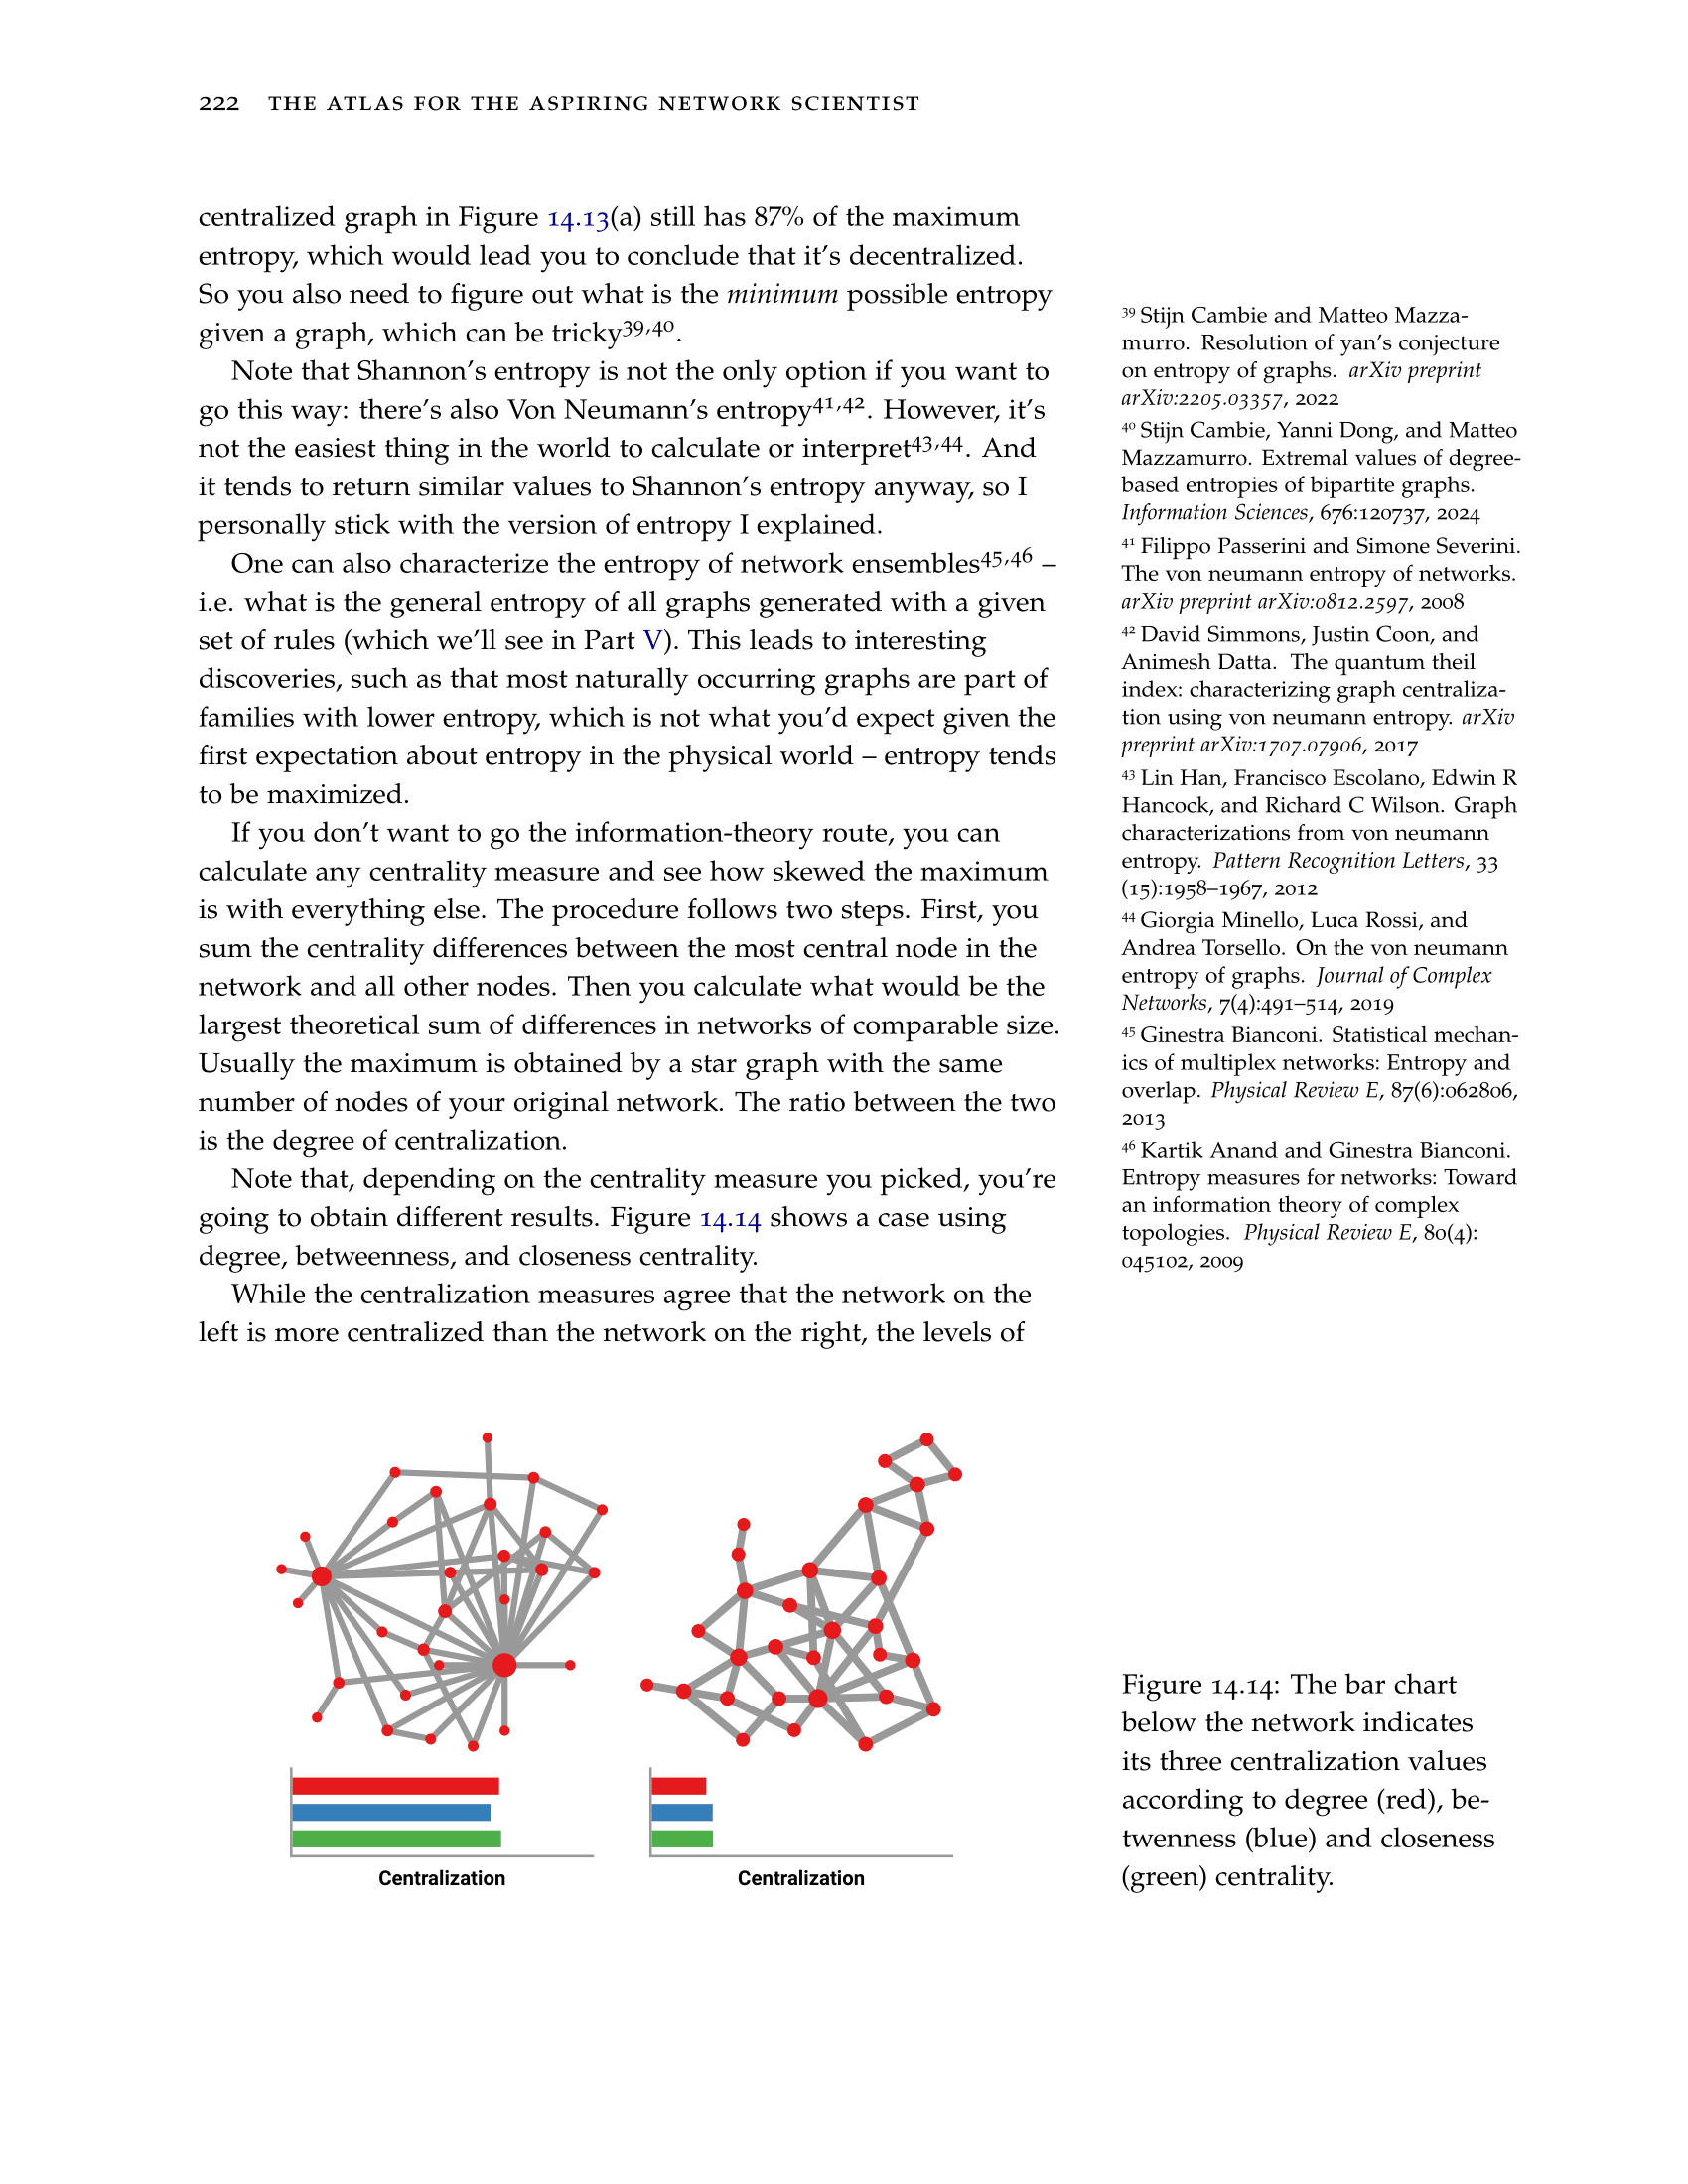 222 THE ATLAS FOR THE ASPIRING NETWORK SCIENTIST
centralized graph in Figure 14.13(a) still has 87% of the maximum
entropy, which would lead you to conclude that it's decentralized.
So you also need to figure out what is the minimum possible entropy
given a graph, which can be tricky39,40.
Note that Shannon's entropy is not the only option if you want to
go this way: there's also Von Neumann's entropy41,42. However, it's
not the easiest thing in the world to calculate or interpret43,44. And
it tends to return similar values to Shannon's entropy anyway, so I
personally stick with the version of entropy I explained.
One can also characterize the entropy of network ensembles45,46 –
i.e. what is the general entropy of all graphs generated with a given
set of rules (which we'll see in Part V). This leads to interesting
discoveries, such as that most naturally occurring graphs are part of
families with lower entropy, which is not what you'd expect given the
first expectation about entropy in the physical world – entropy tends
to be maximized.
If you don't want to go the information-theory route, you can
calculate any centrality measure and see how skewed the maximum
is with everything else. The procedure follows two steps. First, you
sum the centrality differences between the most central node in the
network and all other nodes. Then you calculate what would be the
largest theoretical sum of differences in networks of comparable size.
Usually the maximum is obtained by a star graph with the same
number of nodes of your original network. The ratio between the two
is the degree of centralization.
Note that, depending on the centrality measure you picked, you're
going to obtain different results. Figure 14.14 shows a case using
degree, betweenness, and closeness centrality.
While the centralization measures agree that the network on the
left is more centralized than the network on the right, the levels of
39 Stijn Cambie and Matteo Mazza-
murro. Resolution of yan's conjecture
on entropy of graphs. arXiv preprint
arXiv:2205.03357, 2022
40 Stijn Cambie, Yanni Dong, and Matteo
Mazzamurro. Extremal values of degree-
based entropies of bipartite graphs.
Information Sciences, 676:120737, 2024
41 Filippo Passerini and Simone Severini.
The von neumann entropy of networks.
arXiv preprint arXiv:0812.2597, 2008
42 David Simmons, Justin Coon, and
Animesh Datta. The quantum theil
index: characterizing graph centraliza-
tion using von neumann entropy. arXiv
preprint arXiv:1707.07906, 2017
43 Lin Han, Francisco Escolano, Edwin R
Hancock, and Richard C Wilson. Graph
characterizations from von neumann
entropy. Pattern Recognition Letters, 33
(15):1958–1967, 2012
44 Giorgia Minello, Luca Rossi, and
Andrea Torsello. On the von neumann
entropy of graphs. Journal of Complex
Networks, 7(4):491–514, 2019
45 Ginestra Bianconi. Statistical mechan-
ics of multiplex networks: Entropy and
overlap. Physical Review E, 87(6):062806,
2013
46 Kartik Anand and Ginestra Bianconi.
Entropy measures for networks: Toward
an information theory of complex
topologies. Physical Review E, 80(4):
045102, 2009
Centralization
Centralization
Figure 14.14: The bar chart
below the network indicates
its three centralization values
according to degree (red), be-
twenness (blue) and closeness
(green) centrality.